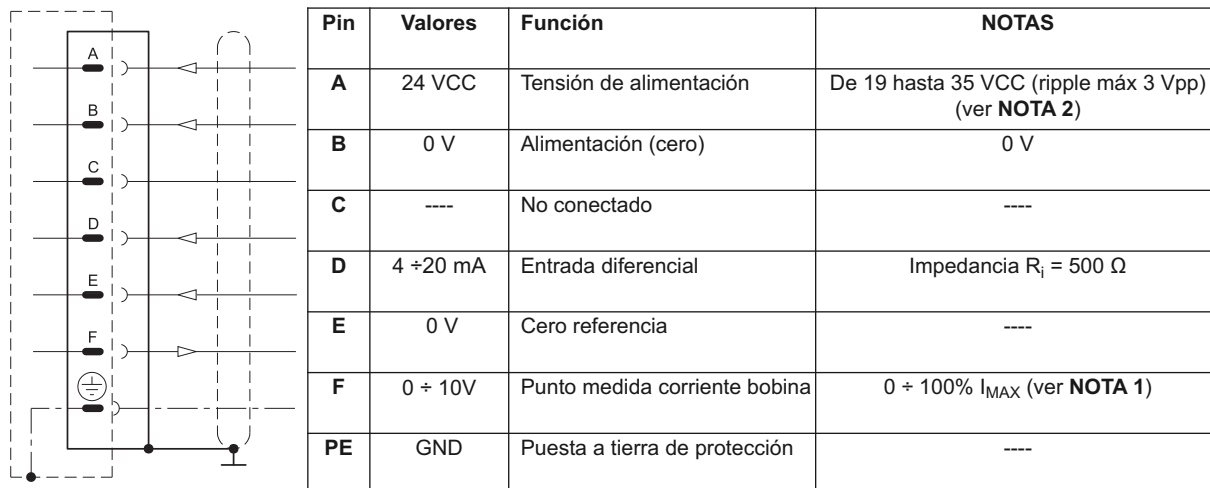 A
B
C
D
E
F
Pin Valores Función NOTAS
A 24 VCC Tensión de alimentación De 19 hasta 35 VCC (ripple máx 3 Vpp)
(ver NOTA 2)
B 0 V Alimentación (cero) 0 V
C ---- No conectado ----
D 4 ÷20 mA Entrada diferencial Impedancia Ri = 500 Ω
E 0 V Cero referencia ----
F 0 ÷ 10V Punto medida corriente bobina 0 ÷ 100% IMAX (ver NOTA 1)
PE GND Puesta a tierra de protección ----